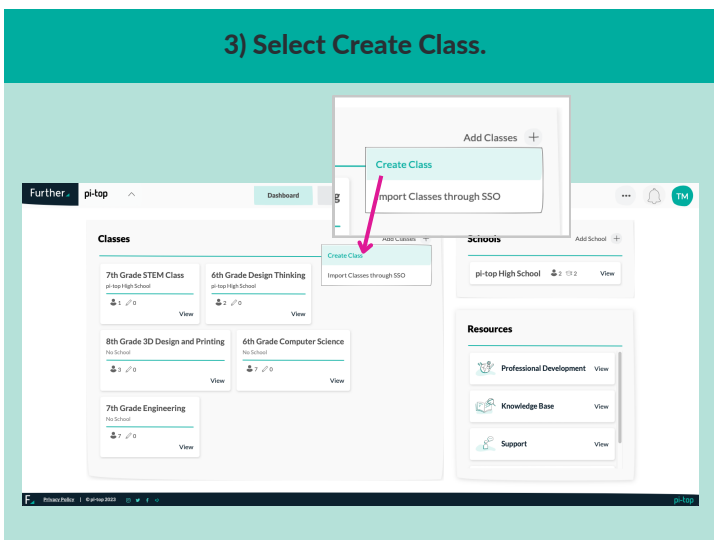 3) Select Create Class.
Add Classes +
Create Class
Import Classes through SSO
Further
pi-top
Dashboard
TM
Classes
Add Classes +
Create Class
Import Classes through SSO
7th Grade STEM Class
pi-top High School
1 0
View
6th Grade Design Thinking
pi-top High School
2 0
View
8th Grade 3D Design and Printing
No School
3 0
View
6th Grade Computer Science
No School
7 0
View
7th Grade Engineering
No School
7 0
View
Schools
Add School +
pi-top High School 2 2 View
Resources
Professional Development View
Knowledge Base View
Support View
F Privacy Policy | © pi-top 2023
pi-top